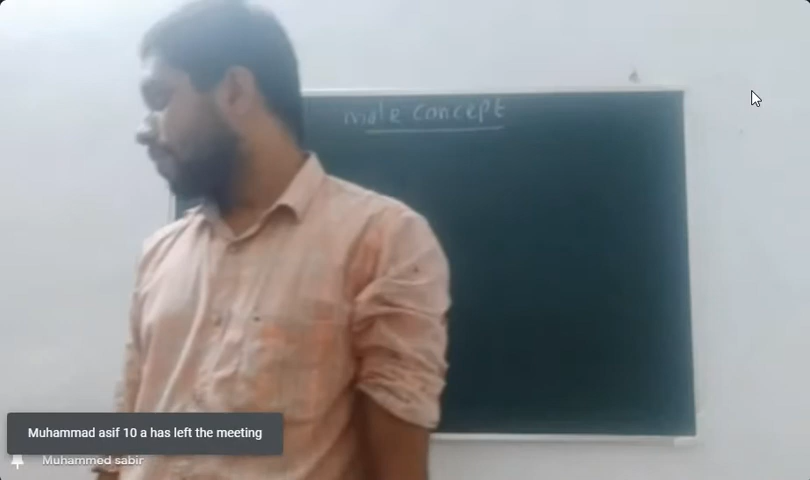 mole concept
Muhammad asif 10 a has left the meeting
Muhammed sabir